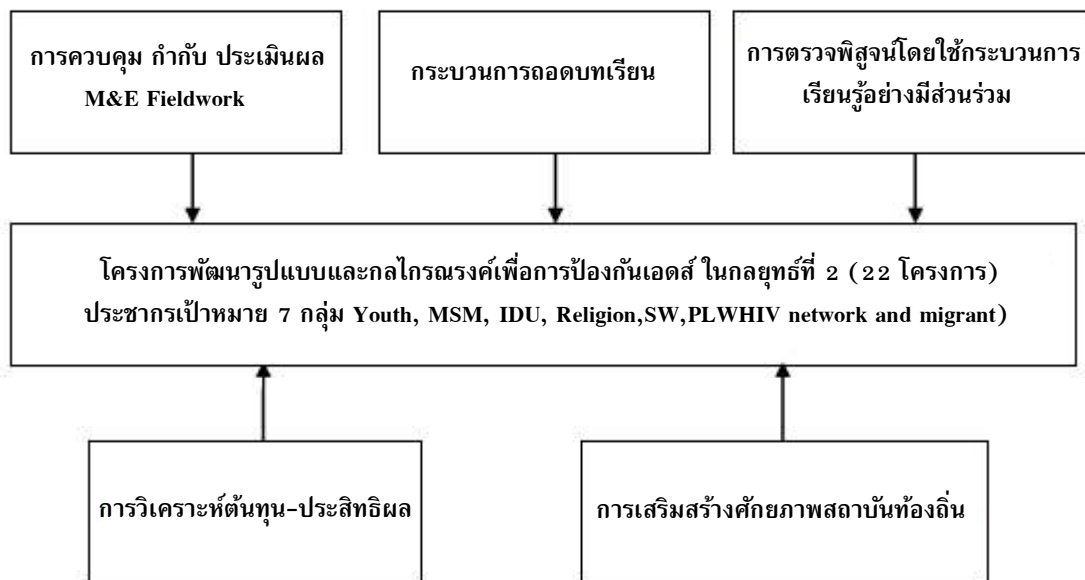 การควบคุม กำกับ ประเมินผล
M&E Fieldwork
กระบวนการถอดบทเรียน
การตรวจพิสูจน์โดยใช้กระบวนการ
เรียนรู้อย่างมีส่วนร่วม
โครงการพัฒนารูปแบบและกลไกรณรงค์เพื่อการป้องกันเอดส์ ในกลยุทธ์ที่ 2 (22 โครงการ)
ประชากรเป้าหมาย 7 กลุ่ม Youth, MSM, IDU, Religion,SW,PLWHIV network and migrant)
การวิเคราะห์ต้นทุน-ประสิทธิผล
การเสริมสร้างศักยภาพสถาบันท้องถิ่น